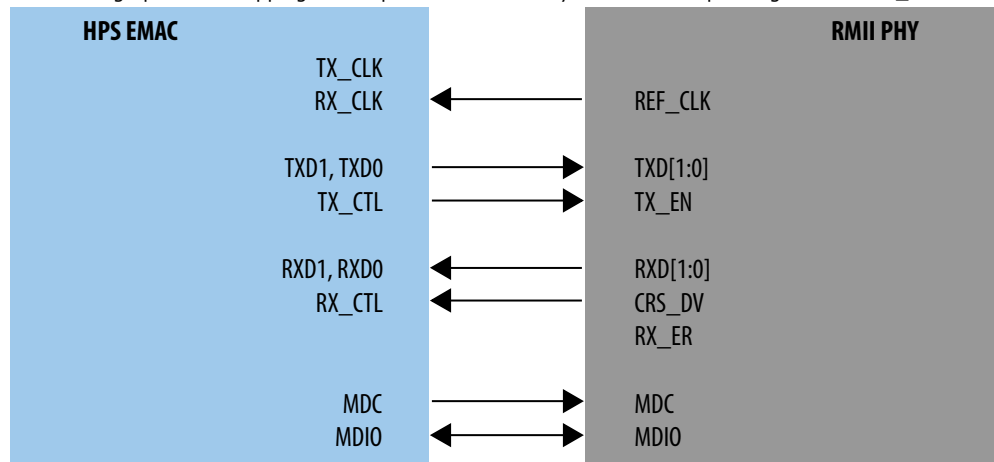 HPS EMAC RMII PHY
TX_CLK
RX_CLK REF_CLK
TXD1, TXD0 TXD[1:0]
TX_CTL TX_EN
RXD1, RXD0 RXD[1:0]
RX_CTL CRS_DV
RX_ER
MDC MDC
MDIO MDIO